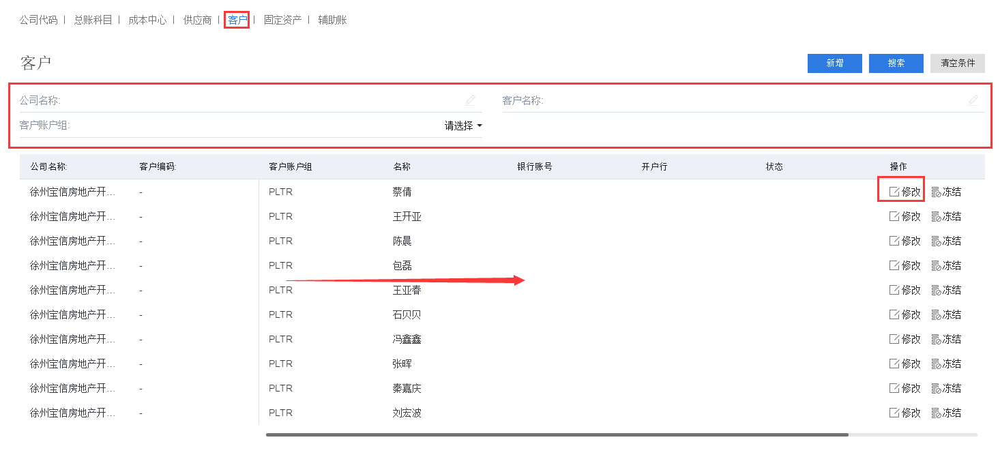 公司代码 | 总账科目 | 成本中心 | 供应商 | 客户 | 固定资产 | 辅助账
客户 新增 搜索 清空条件
公司名称: 客户名称:
客户账户组: 请选择
公司名称: 客户编码: 客户账户组 名称 银行账号 开户行 状态 操作
徐州宝信房地产开... - PLTR 蔡倩 修改 冻结
徐州宝信房地产开... - PLTR 王开亚 修改 冻结
徐州宝信房地产开... - PLTR 陈晨 修改 冻结
徐州宝信房地产开... - PLTR 包磊 修改 冻结
徐州宝信房地产开... - PLTR 王亚春 修改 冻结
徐州宝信房地产开... - PLTR 石贝贝 修改 冻结
徐州宝信房地产开... - PLTR 冯鑫鑫 修改 冻结
徐州宝信房地产开... - PLTR 张晖 修改 冻结
徐州宝信房地产开... - PLTR 秦嘉庆 修改 冻结
徐州宝信房地产开... - PLTR 刘宏波 修改 冻结